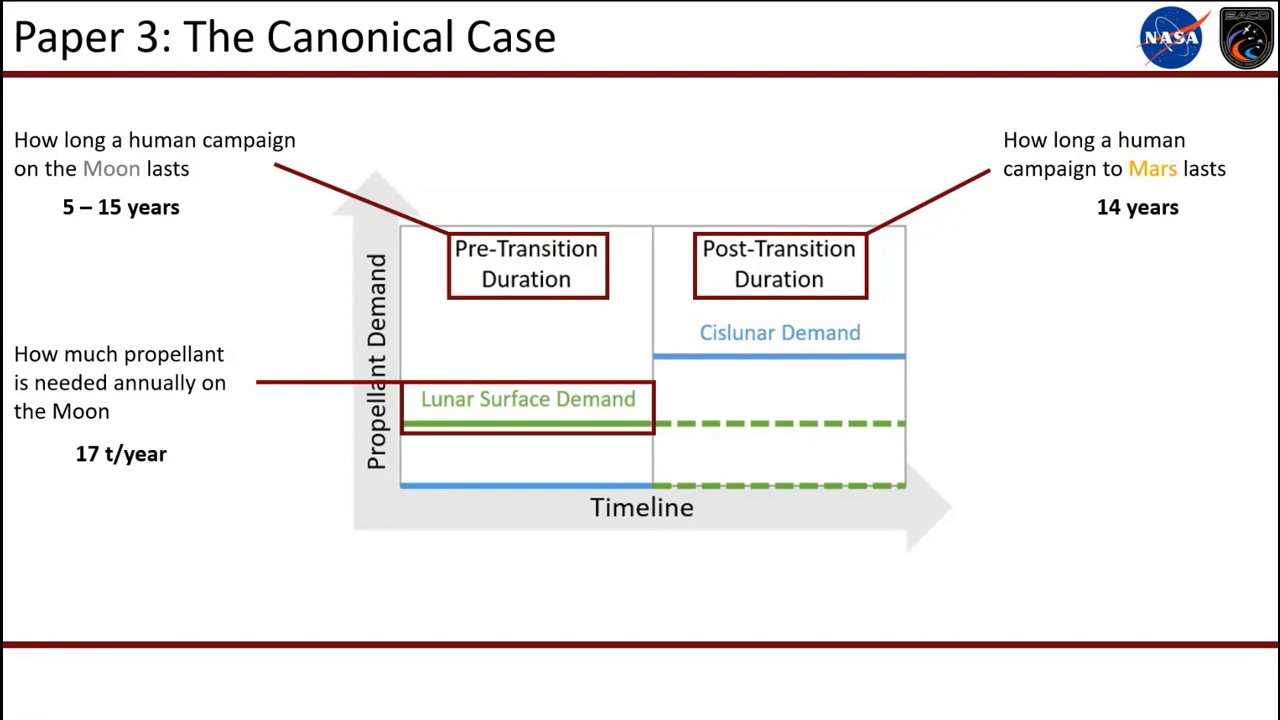 Paper 3: The Canonical Case
NASA
SACD
How long a human campaign
on the Moon lasts
5 – 15 years
How long a human
campaign to Mars lasts
14 years
Pre-Transition
Duration
Post-Transition
Duration
Cislunar Demand
How much propellant
is needed annually on
the Moon
17 t/year
Lunar Surface Demand
Propellant Demand
Timeline